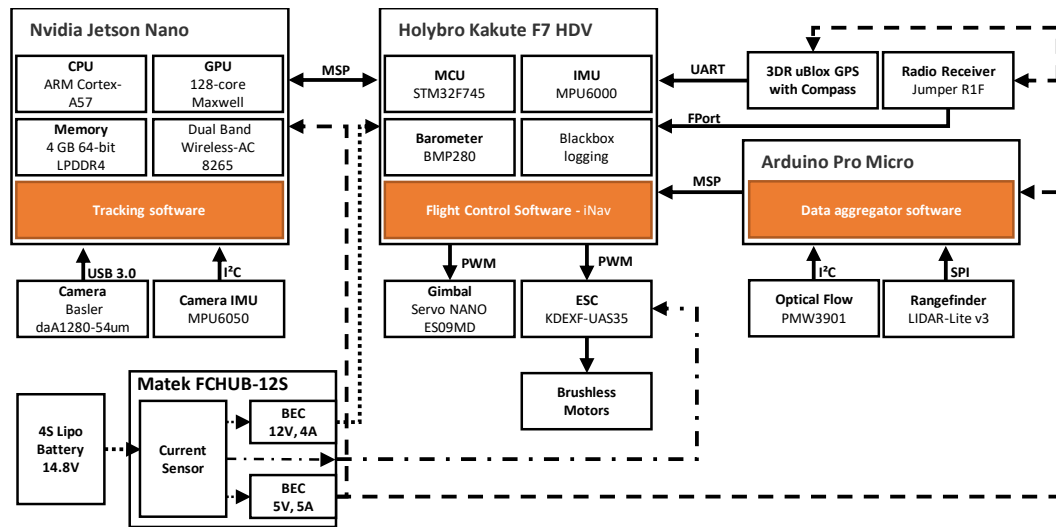 Nvidia Jetson Nano
CPU
ARM Cortex-
A57
GPU
128-core
Maxwell
Memory
4 GB 64-bit
LPDDR4
Dual Band
Wireless-AC
8265
Tracking software
USB 3.0
I²C
Camera
Basler
daA1280-54um
Camera IMU
MPU6050
MSP
Holybro Kakute F7 HDV
MCU
STM32F745
IMU
MPU6000
Barometer
BMP280
Blackbox
logging
Flight Control Software - iNav
PWM
PWM
Gimbal
Servo NANO
ES09MD
ESC
KDEXF-UAS35
Brushless
Motors
UART
FPort
MSP
3DR uBlox GPS
with Compass
Radio Receiver
Jumper R1F
Arduino Pro Micro
Data aggregator software
I²C
SPI
Optical Flow
PMW3901
Rangefinder
LIDAR-Lite v3
4S Lipo
Battery
14.8V
Matek FCHUB-12S
Current
Sensor
BEC
12V, 4A
BEC
5V, 5A